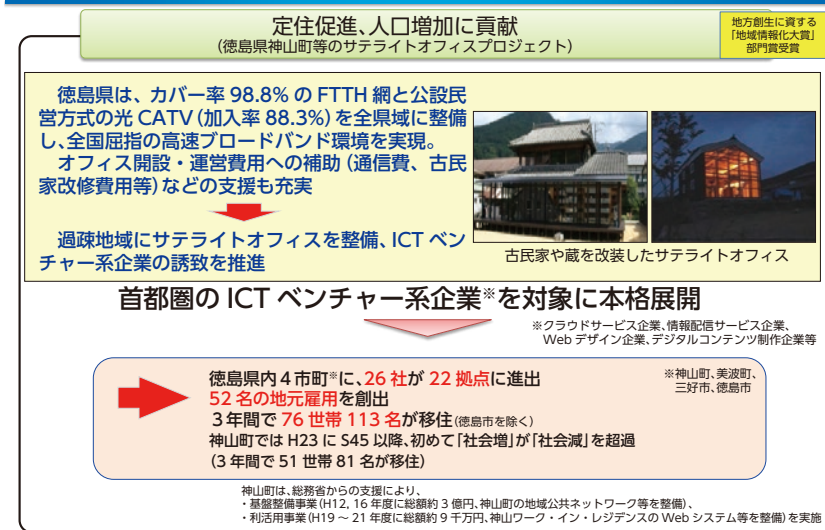 定住促進、人口増加に貢献
(徳島県神山町等のサテライトオフィスプロジェクト)
地方創生に資する
「地域情報化大賞」
部門賞受賞
徳島県は、カバー率 98.8% の FTTH 網と公設民
営方式の光 CATV(加入率 88.3%)を全県域に整備
し、全国屈指の高速ブロードバンド環境を実現。
オフィス開設・運営費用への補助(通信費、古民
家改修費用等)などの支援も充実
過疎地域にサテライトオフィスを整備、ICT ベン
チャー系企業の誘致を推進
古民家や蔵を改装したサテライトオフィス
首都圏の ICT ベンチャー系企業※を対象に本格展開
※クラウドサービス企業、情報配信サービス企業、
Web デザイン企業、デジタルコンテンツ制作企業等
徳島県内4市町※に、26 社が 22 拠点に進出
52 名の地元雇用を創出
3年間で 76 世帯 113 名が移住(徳島市を除く)
神山町では H23 に S45 以降、初めて「社会増」が「社会減」を超過
(3年間で 51 世帯 81 名が移住)
※神山町、美波町、
三好市、徳島市
神山町は、総務省からの支援により、
・基盤整備事業(H12, 16 年度に総額約3億円、神山町の地域公共ネットワーク等を整備)、
・利活用事業(H19 ~ 21 年度に総額約9千万円、神山ワーク・イン・レジデンスの Web システム等を整備)を実施